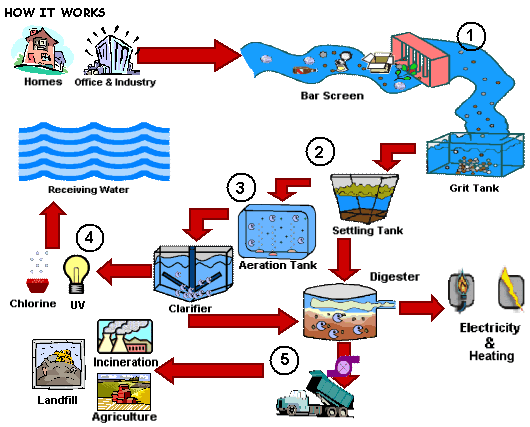 HOW IT WORKS
Homes
Office & Industry
1
Bar Screen
Grit Tank
2
Settling Tank
3
Aeration Tank
Receiving Water
4
Chlorine
UV
Clarifier
Digester
Electricity
&
Heating
5
Incineration
Landfill
Agriculture